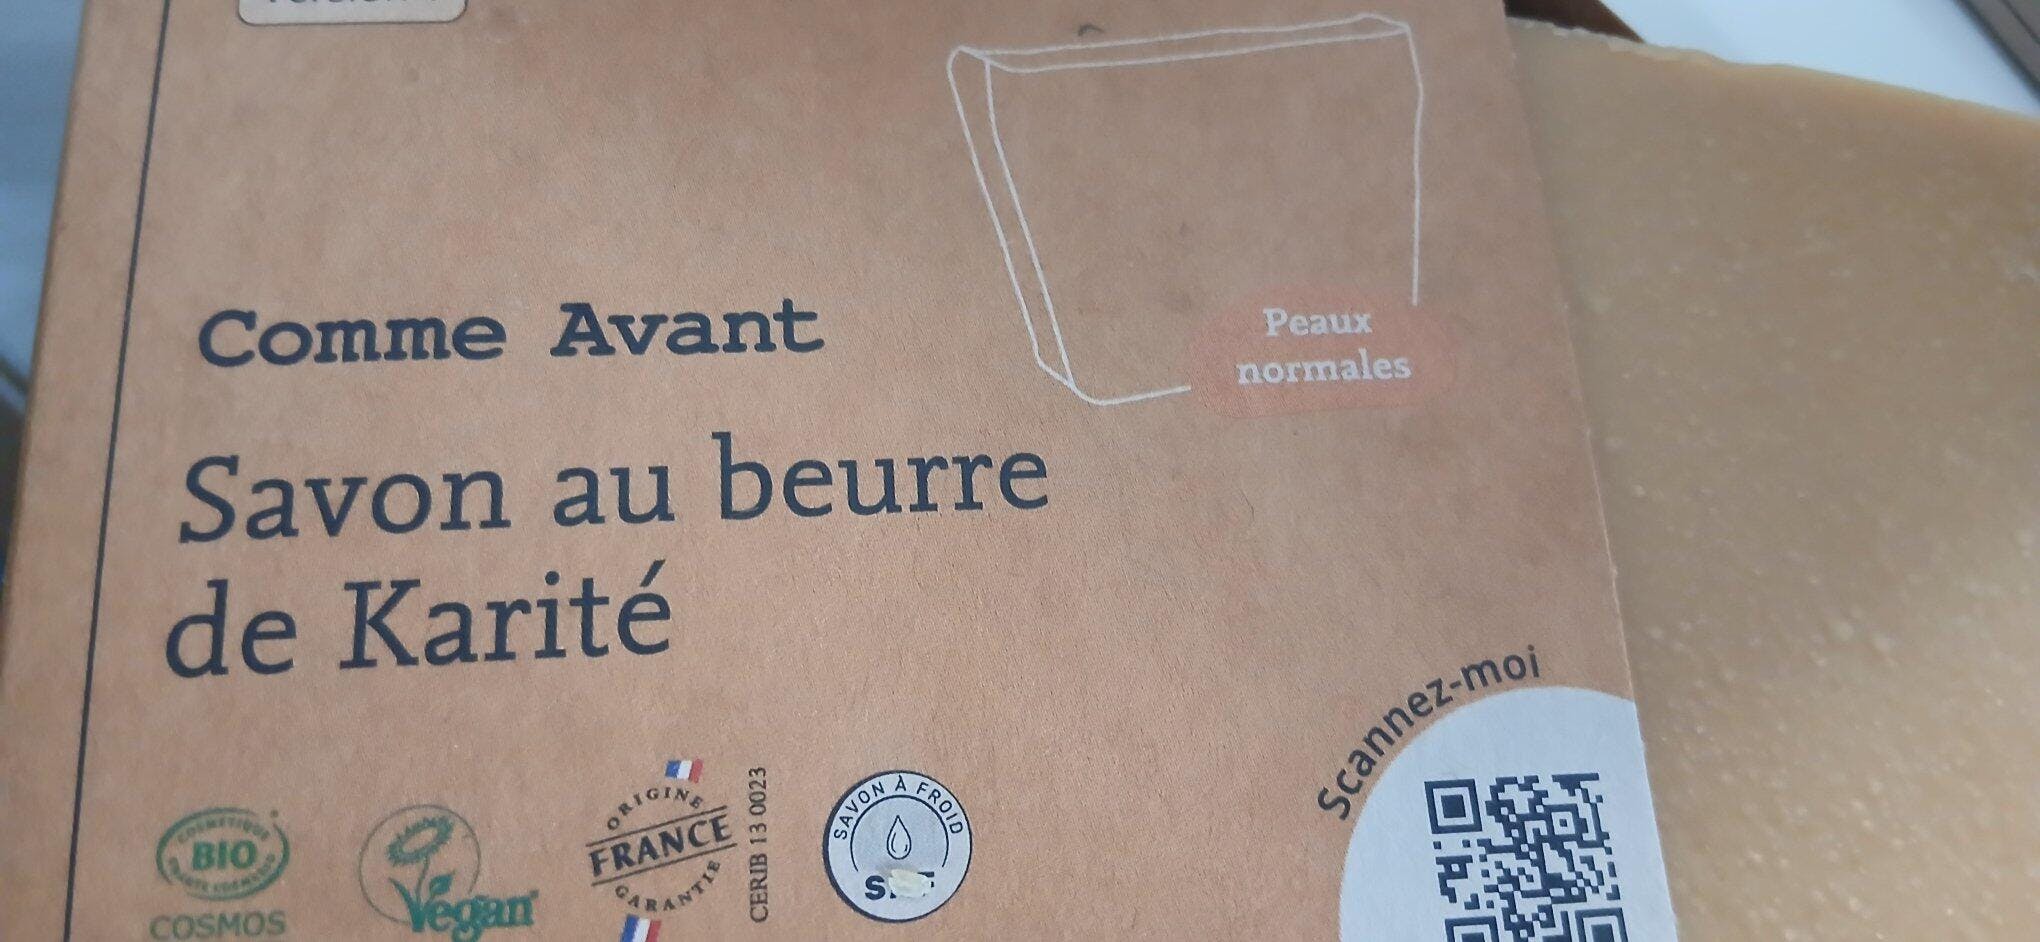 Comme Avant
Peaux
normales
Savon au beurre
de Karité
Scannez-moi
COSMETIQUE
BIO
COSMOS
Vegan
ORIGINE
FRANCE
GARANTIE
CERIB 13 0023
SAVON À FROID